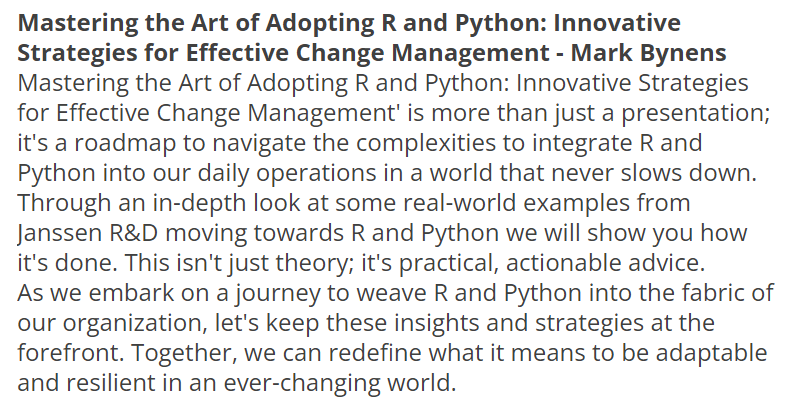 Mastering the Art of Adopting R and Python: Innovative
Strategies for Effective Change Management - Mark Bynens
Mastering the Art of Adopting R and Python: Innovative Strategies
for Effective Change Management' is more than just a presentation;
it's a roadmap to navigate the complexities to integrate R and
Python into our daily operations in a world that never slows down.
Through an in-depth look at some real-world examples from
Janssen R&D moving towards R and Python we will show you how
it's done. This isn't just theory; it's practical, actionable advice.
As we embark on a journey to weave R and Python into the fabric of
our organization, let's keep these insights and strategies at the
forefront. Together, we can redefine what it means to be adaptable
and resilient in an ever-changing world.